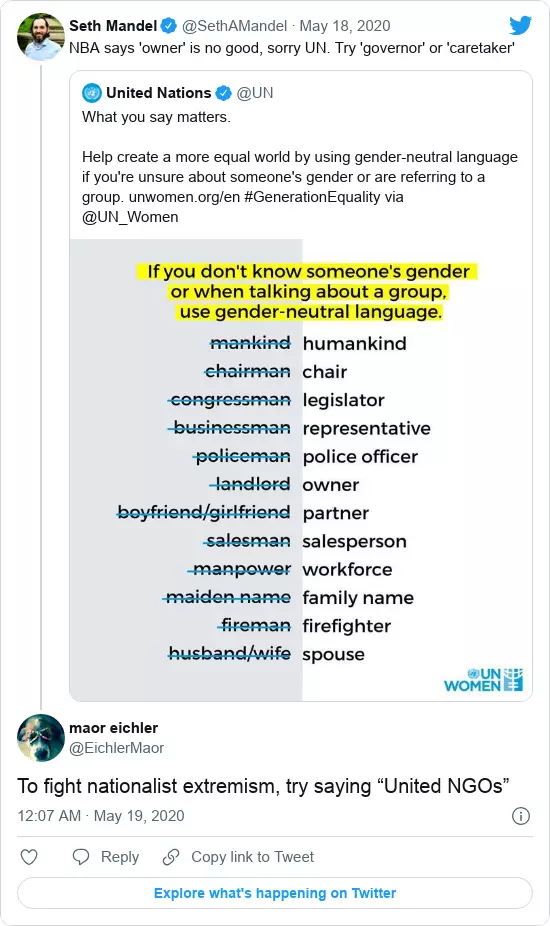 Seth Mandel @SethAMandel · May 18, 2020
NBA says 'owner' is no good, sorry UN. Try 'governor' or 'caretaker'
United Nations @UN
What you say matters.
Help create a more equal world by using gender-neutral language
if you're unsure about someone's gender or are referring to a
group. unwomen.org/en #GenerationEquality via
@UN_Women
If you don't know someone's gender
or when talking about a group,
use gender-neutral language.
mankind humankind
chairman chair
congressman legislator
businessman representative
policeman police officer
landlord owner
boyfriend/girlfriend partner
salesman salesperson
manpower workforce
maiden name family name
fireman firefighter
husband/wife spouse
UN
WOMEN
maor eichler
@EichlerMaor
To fight nationalist extremism, try saying “United NGOs”
12:07 AM · May 19, 2020
Reply Copy link to Tweet
Explore what's happening on Twitter